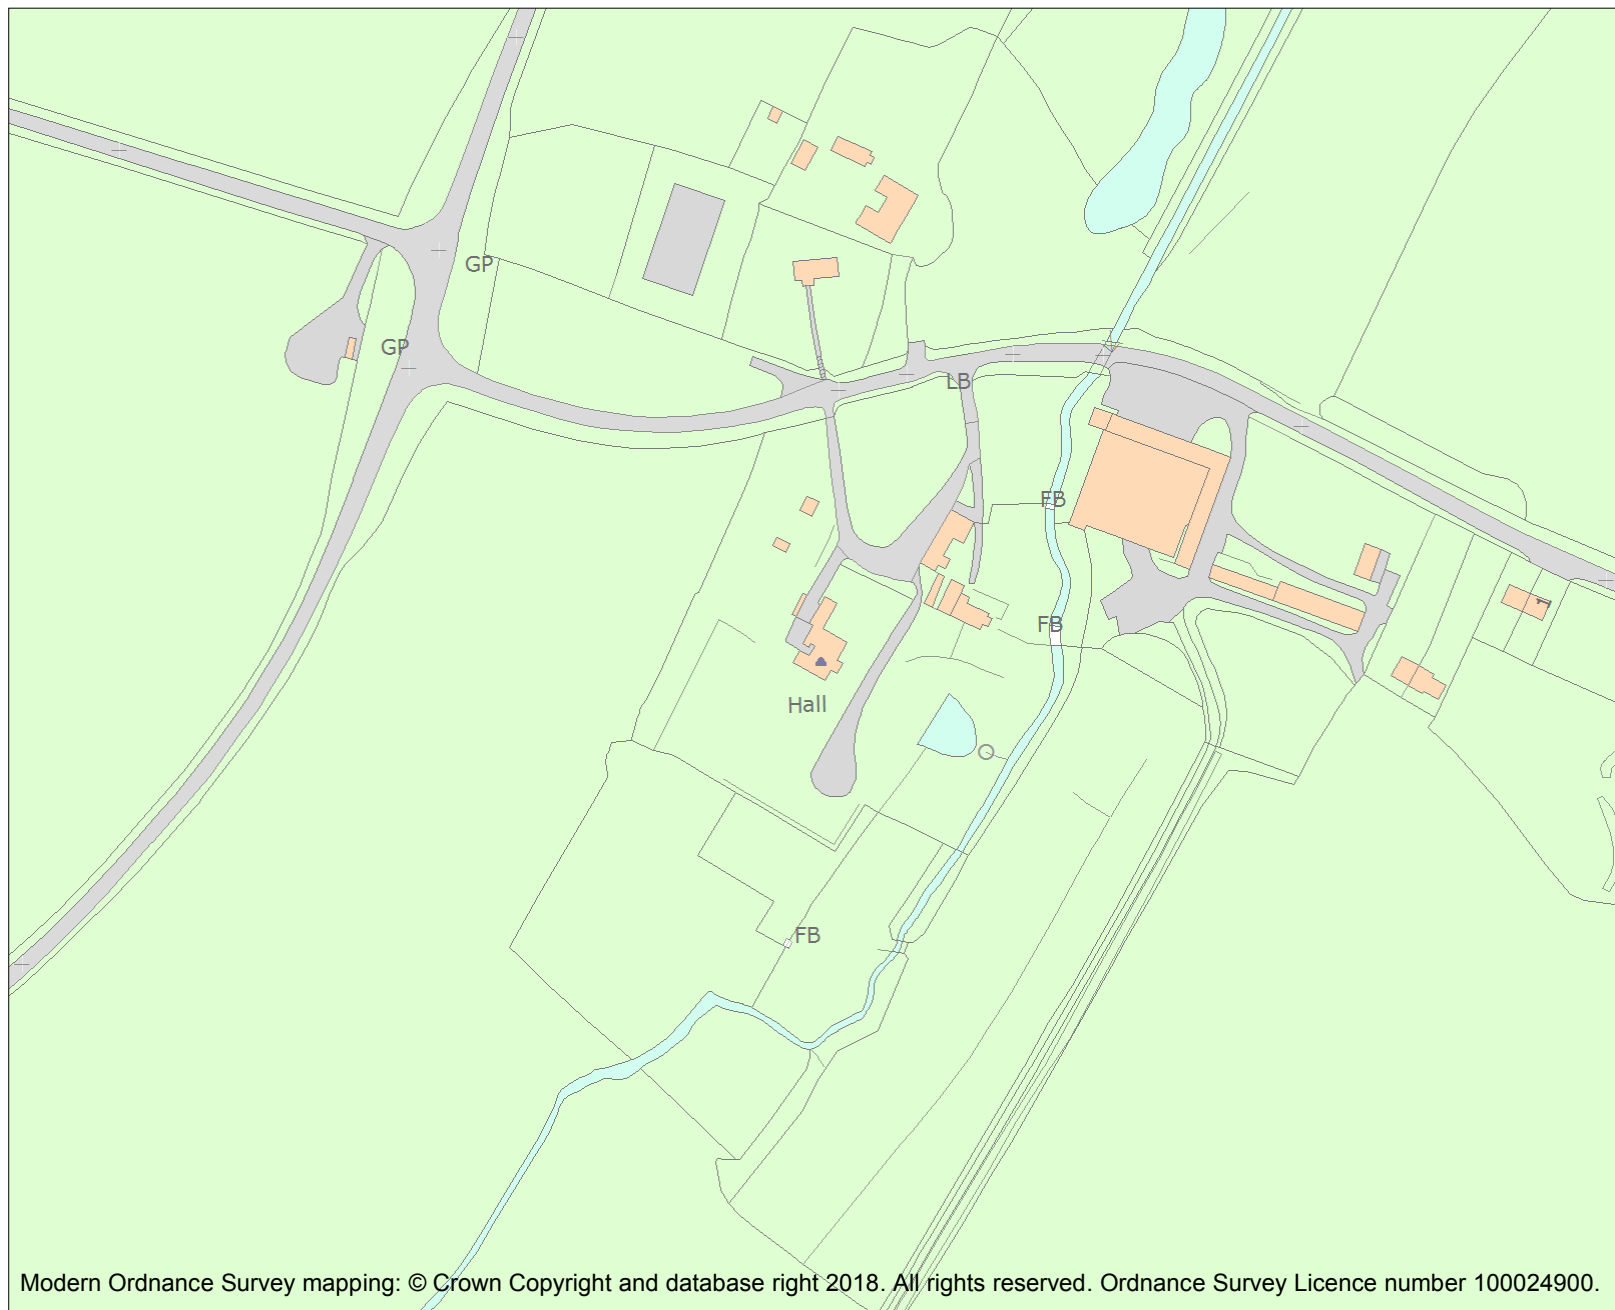 GP
GP
LB
FB
1
FB
Hall
FB
Modern Ordnance Survey mapping: © Crown Copyright and database right 2018. All rights reserved. Ordnance Survey Licence number 100024900.